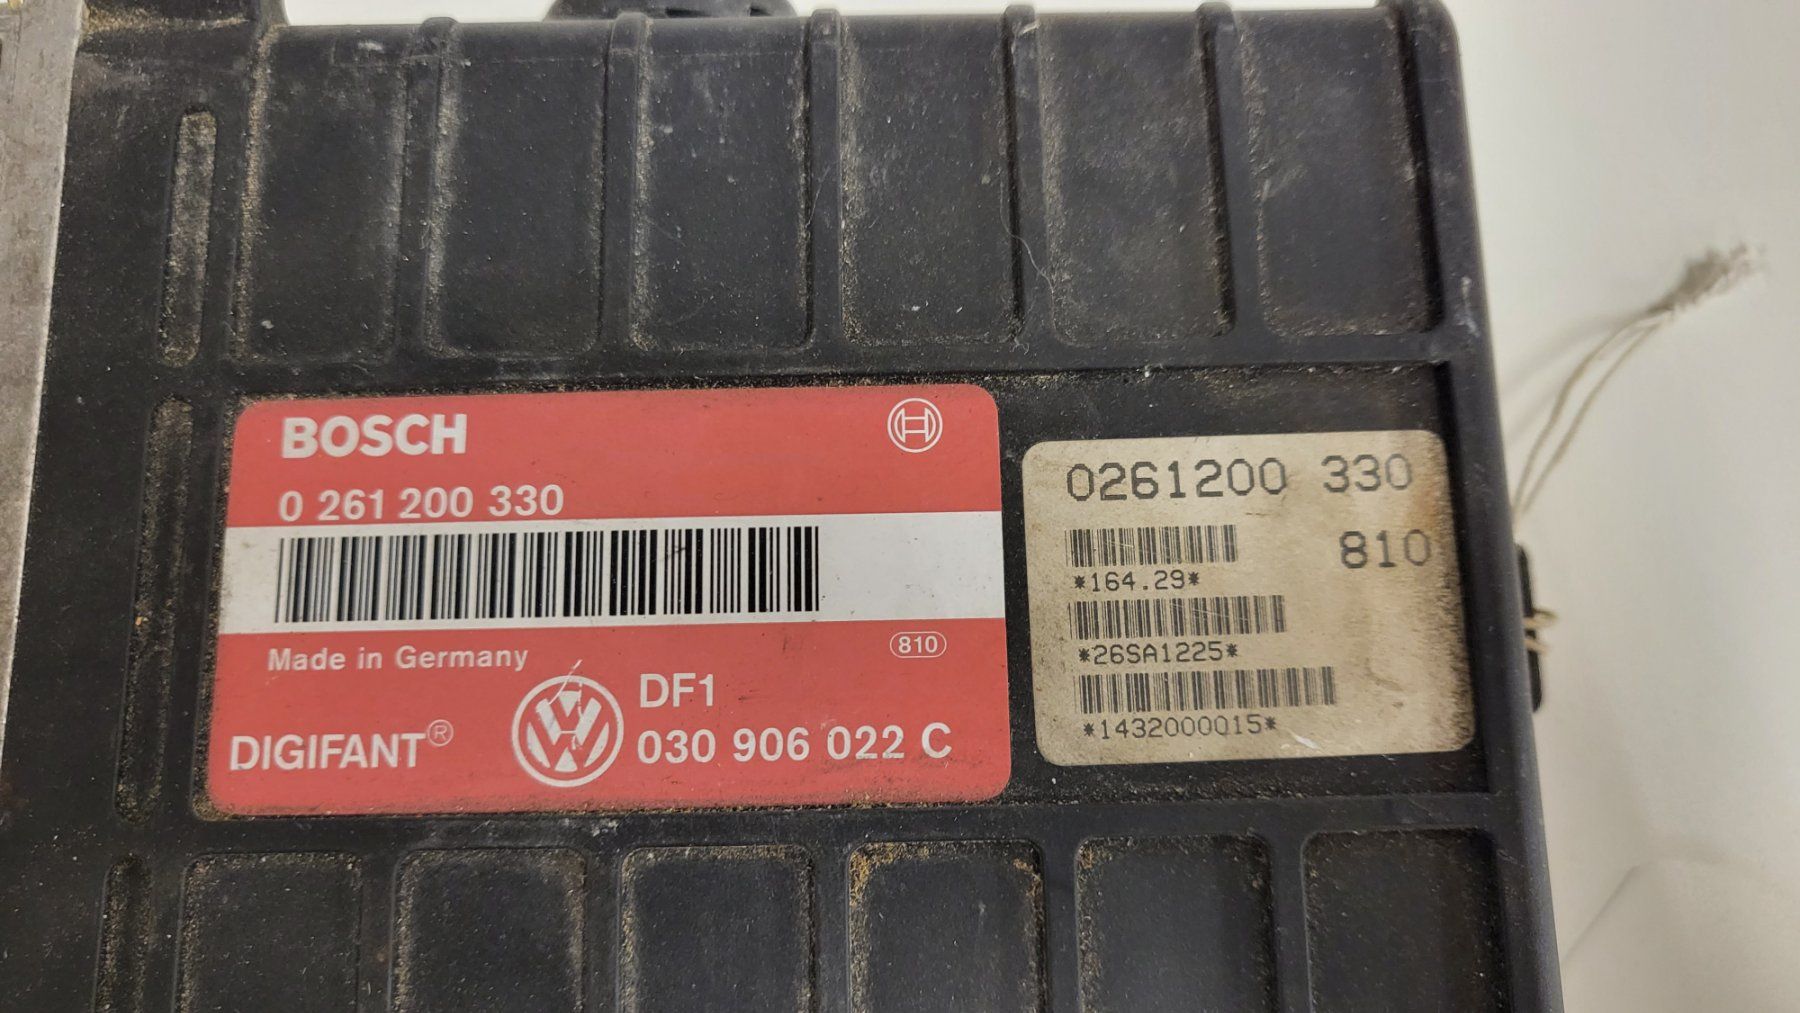 BOSCH
0 261 200 330
Made in Germany
810
DIGIFANT®
DF1
030 906 022 C
0261200 330
810
*164.29*
*26SA1225*
*1432000015*